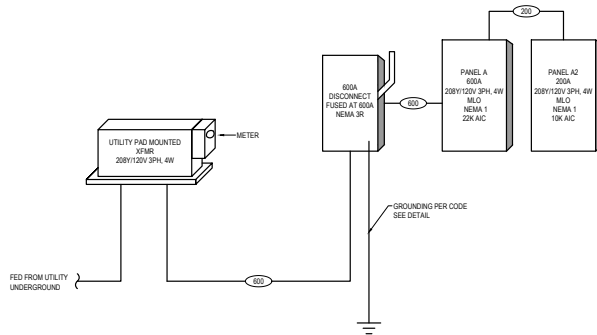 200
600A
DISCONNECT
FUSED AT 600A
NEMA 3R
600
PANEL A
600A
208Y/120V 3PH, 4W
MLO
NEMA 1
22K AIC
PANEL A2
200A
208Y/120V 3PH, 4W
MLO
NEMA 1
10K AIC
METER
UTILITY PAD MOUNTED
XFMR
208Y/120V 3PH, 4W
GROUNDING PER CODE
SEE DETAIL
FED FROM UTILITY
UNDERGROUND
600